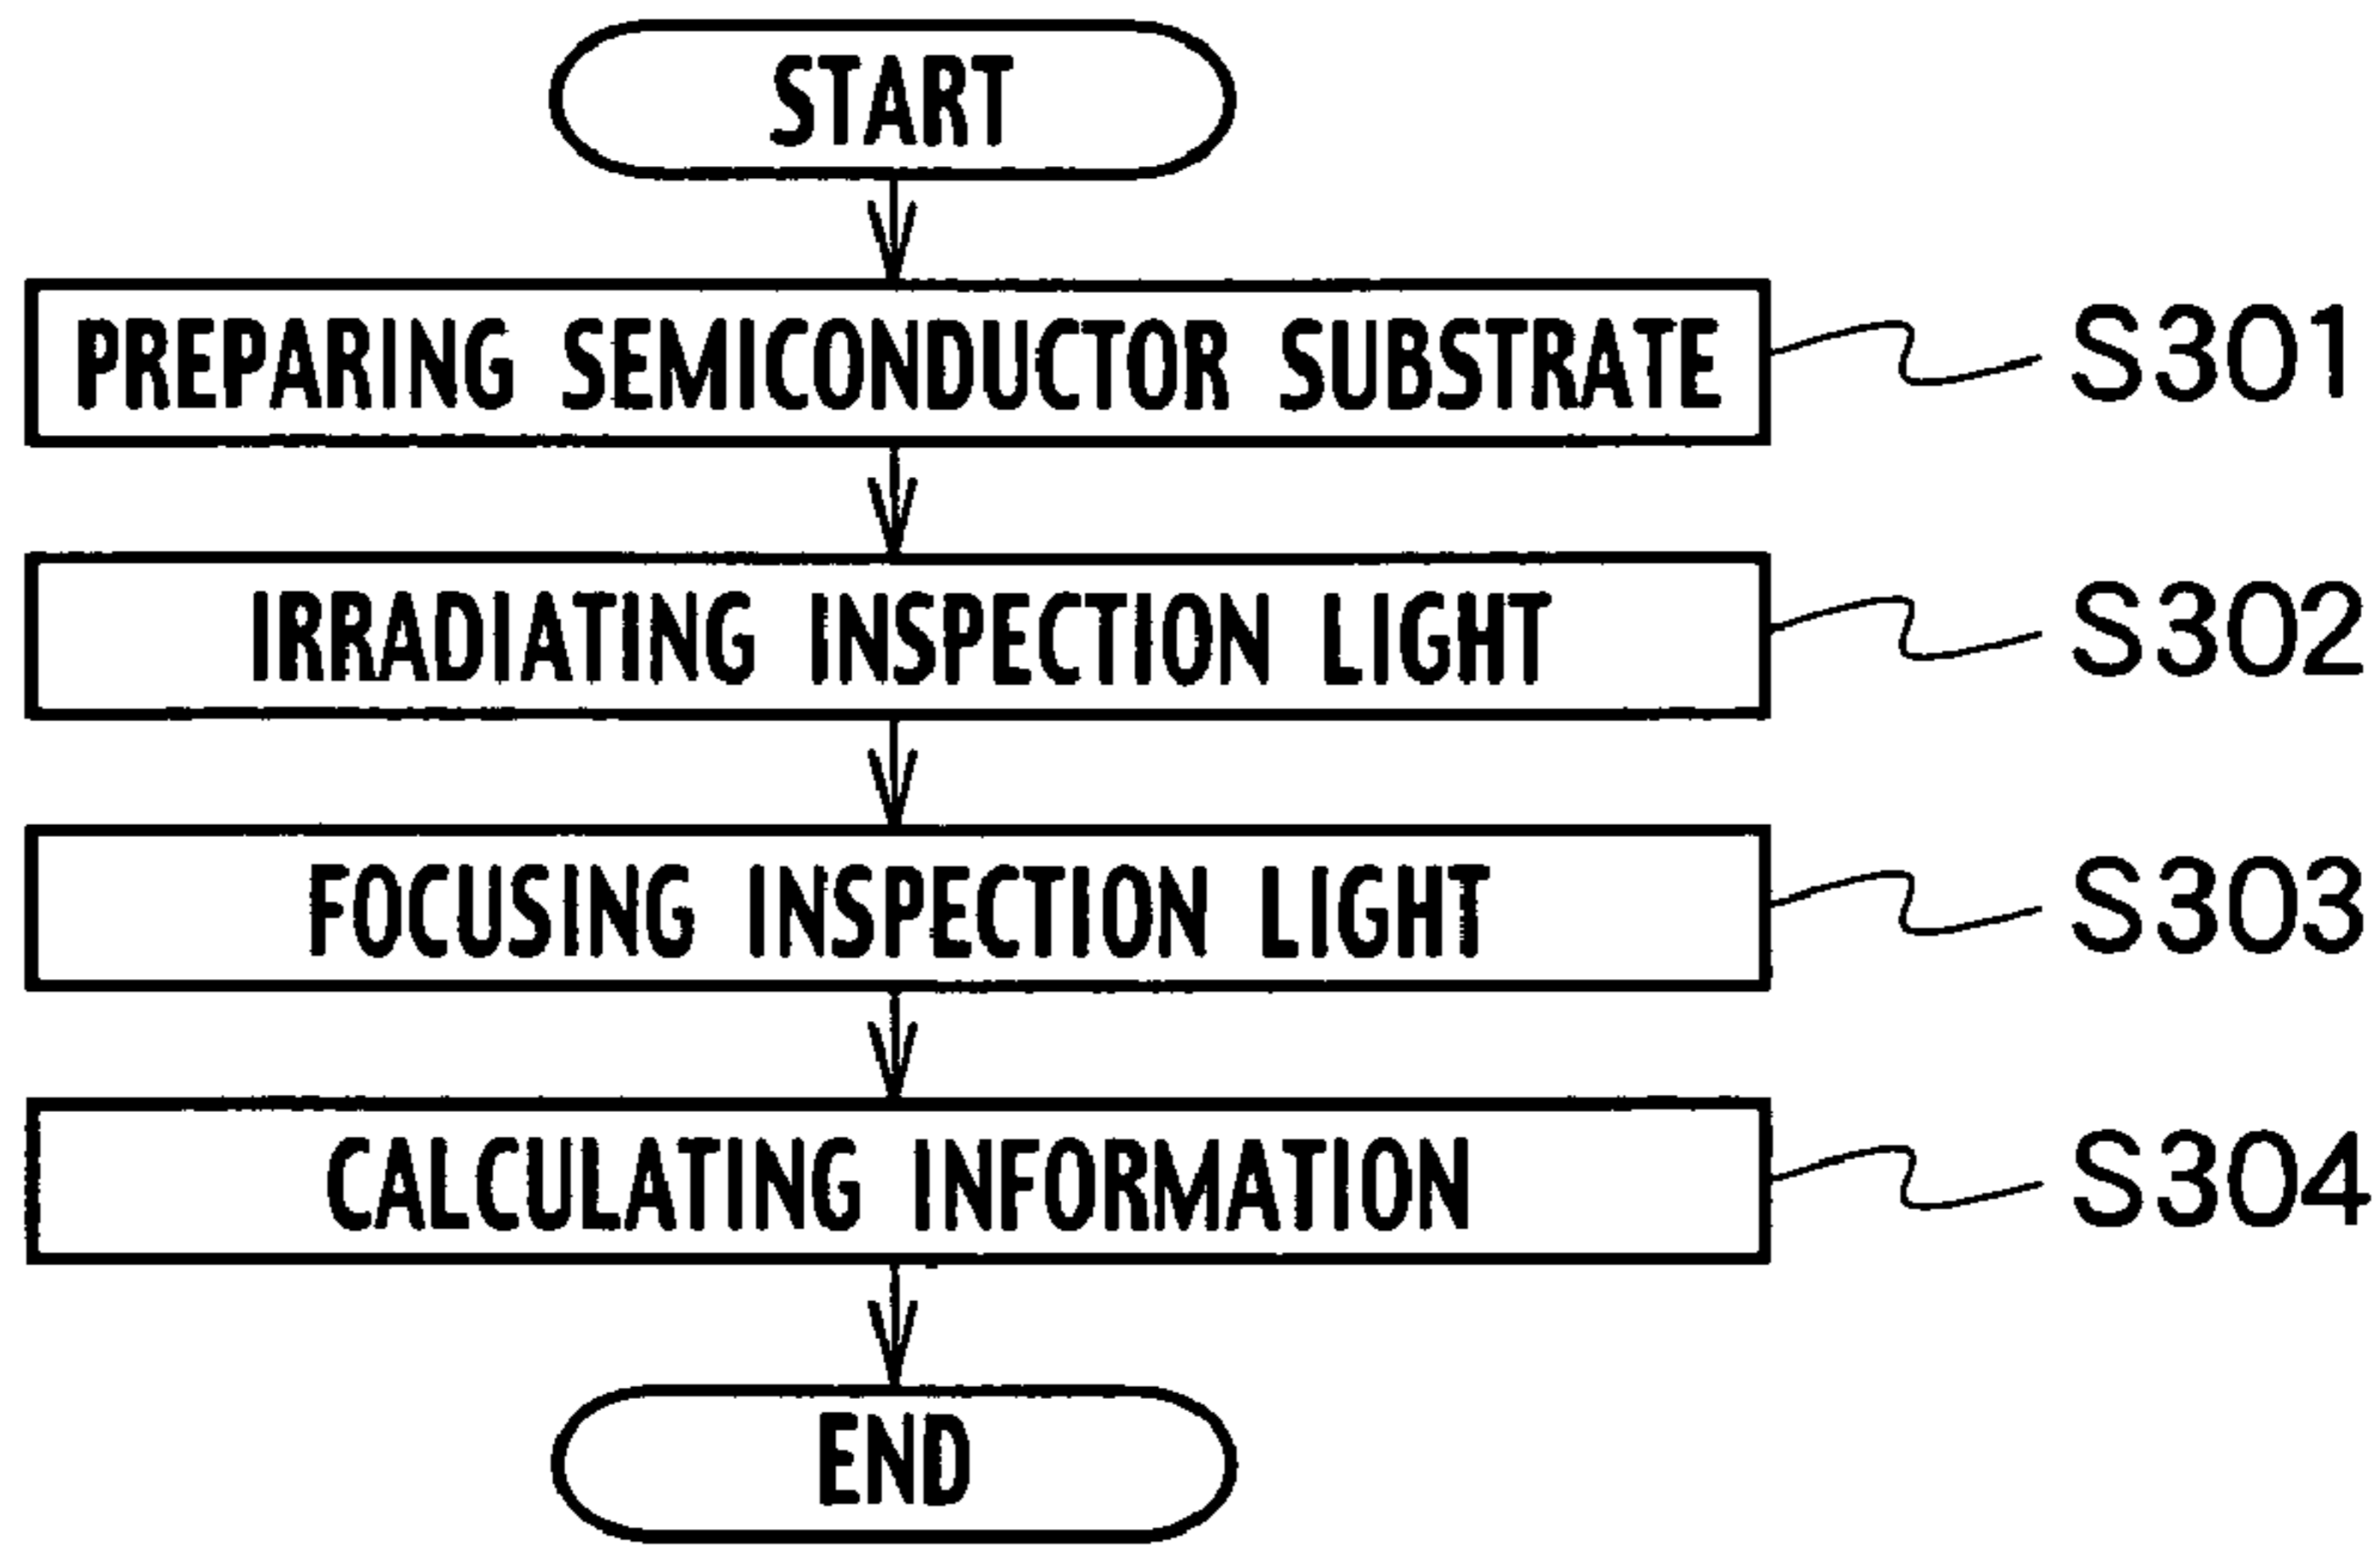 START
PREPARING SEMICONDUCTOR SUBSTRATE S301
IRRADIATING INSPECTION LIGHT S302
FOCUSING INSPECTION LIGHT S303
CALCULATING INFORMATION S304
END